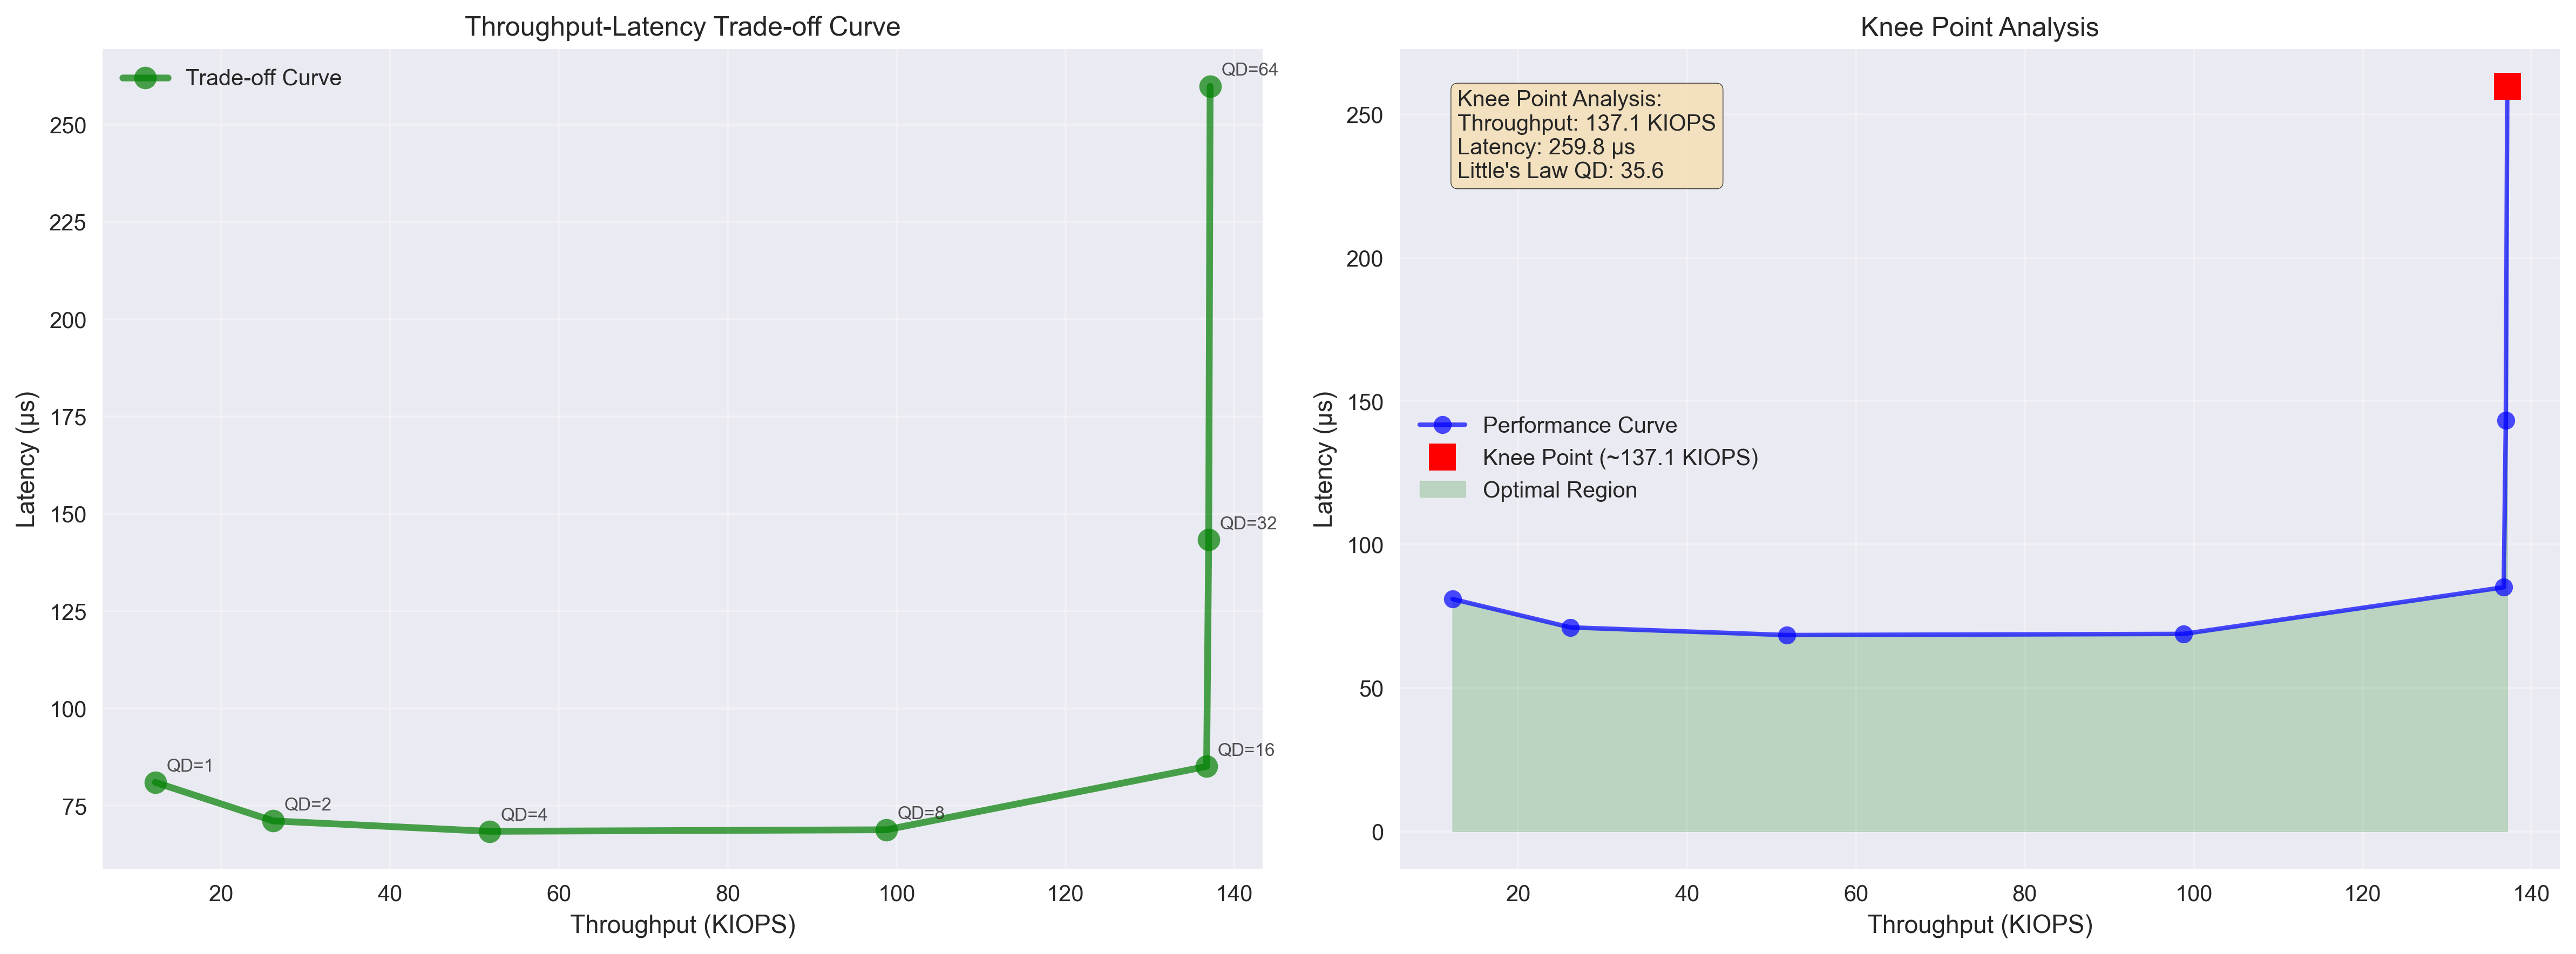 Throughput-Latency Trade-off Curve
Trade-off Curve
QD=64
QD=32
QD=16
QD=1
QD=2
QD=4
QD=8
250
225
200
175
150
125
100
75
Latency (µs)
20 40 60 80 100 120 140
Throughput (KIOPS)
Knee Point Analysis
Knee Point Analysis:
Throughput: 137.1 KIOPS
Latency: 259.8 µs
Little's Law QD: 35.6
Performance Curve
Knee Point (~137.1 KIOPS)
Optimal Region
250
200
150
100
50
0
Latency (µs)
20 40 60 80 100 120 140
Throughput (KIOPS)